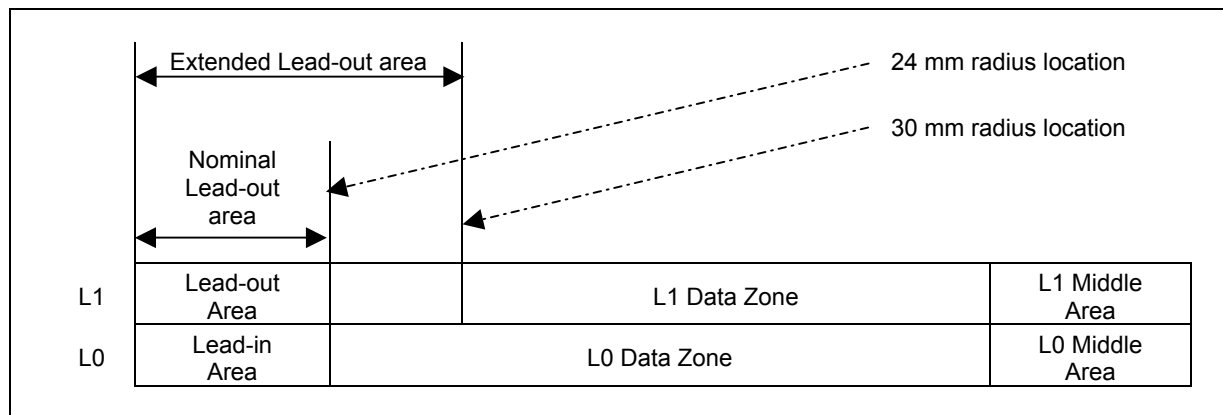 Extended Lead-out area
24 mm radius location
30 mm radius location
Nominal
Lead-out
area
L1
Lead-out
Area
L1 Data Zone
L1 Middle
Area
L0
Lead-in
Area
L0 Data Zone
L0 Middle
Area